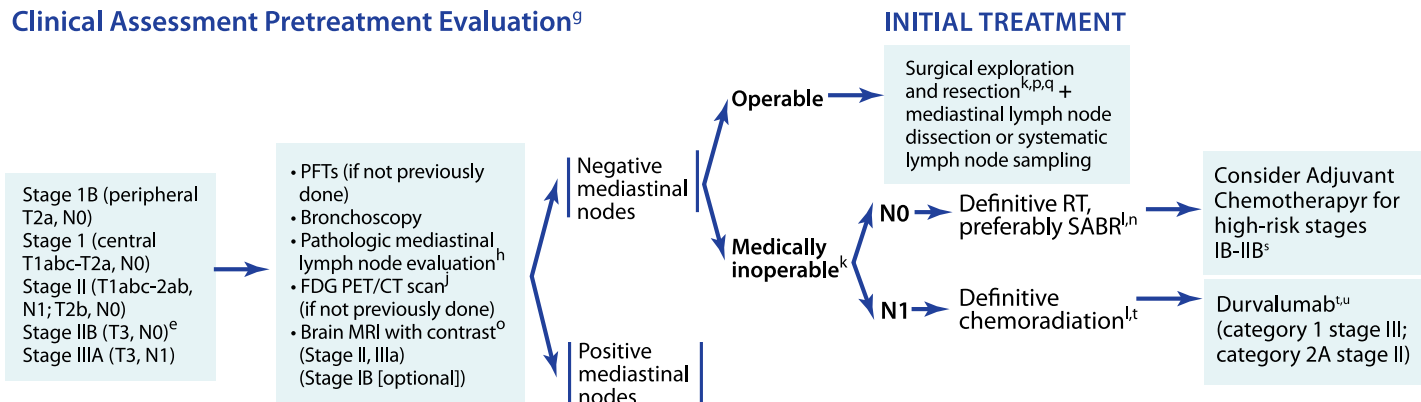 Clinical Assessment Pretreatment Evaluationg
INITIAL TREATMENT
Stage 1B (peripheral
T2a, N0)
Stage 1 (central
T1abc-T2a, N0)
Stage II (T1abc-2ab,
N1; T2b, N0)
Stage IIB (T3, N0)e
Stage IIIA (T3, N1)
• PFTs (if not previously
done)
• Bronchoscopy
• Pathologic mediastinal
lymph node evaluationh
• FDG PET/CT scanj
(if not previously done)
• Brain MRI with contrasto
(Stage II, IIIa)
(Stage IB [optional])
Negative
mediastinal
nodes
Positive
mediastinal
nodes
Operable
Medically
inoperablek
Surgical exploration
and resectionk,p,q +
mediastinal lymph node
dissection or systematic
lymph node sampling
N0
Definitive RT,
preferably SABRl,n
N1
Definitive
chemoradiationl,t
Consider Adjuvant
Chemotherapyr for
high-risk stages
IB-IIBs
Durvalumabt,u
(category 1 stage III;
category 2A stage II)